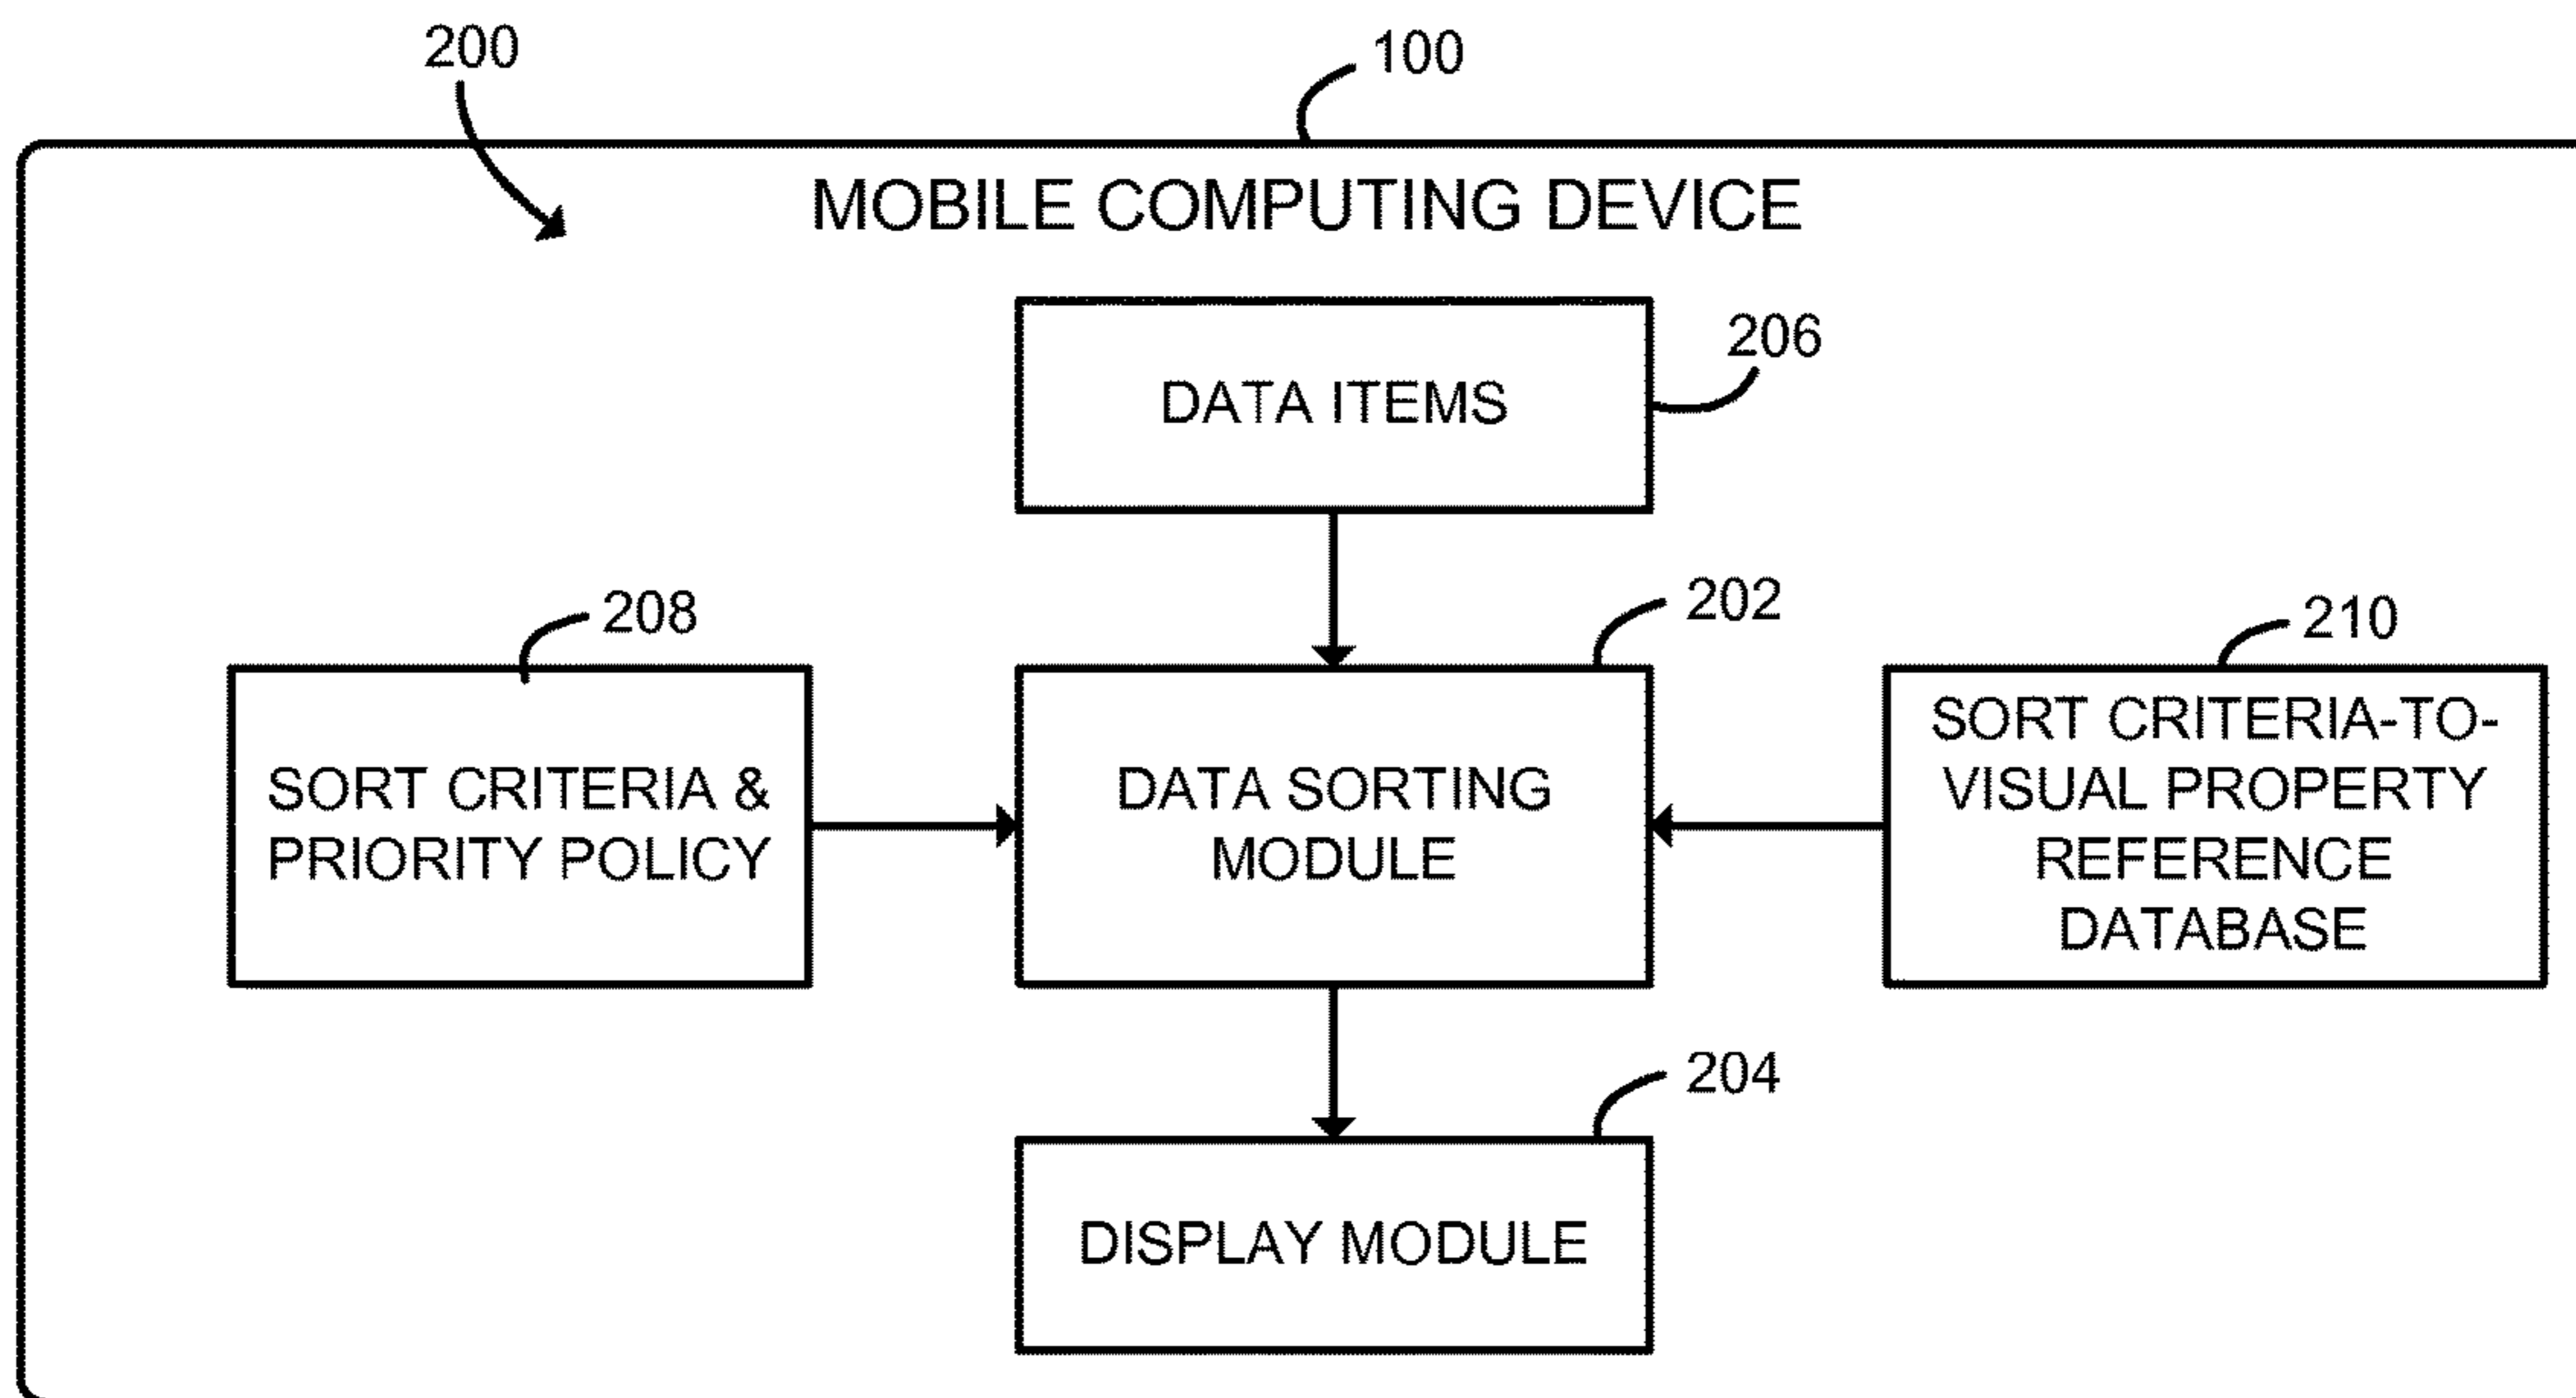 200
100
MOBILE COMPUTING DEVICE
DATA ITEMS
206
208
202
210
SORT CRITERIA &
PRIORITY POLICY
DATA SORTING
MODULE
SORT CRITERIA-TO-
VISUAL PROPERTY
REFERENCE
DATABASE
204
DISPLAY MODULE